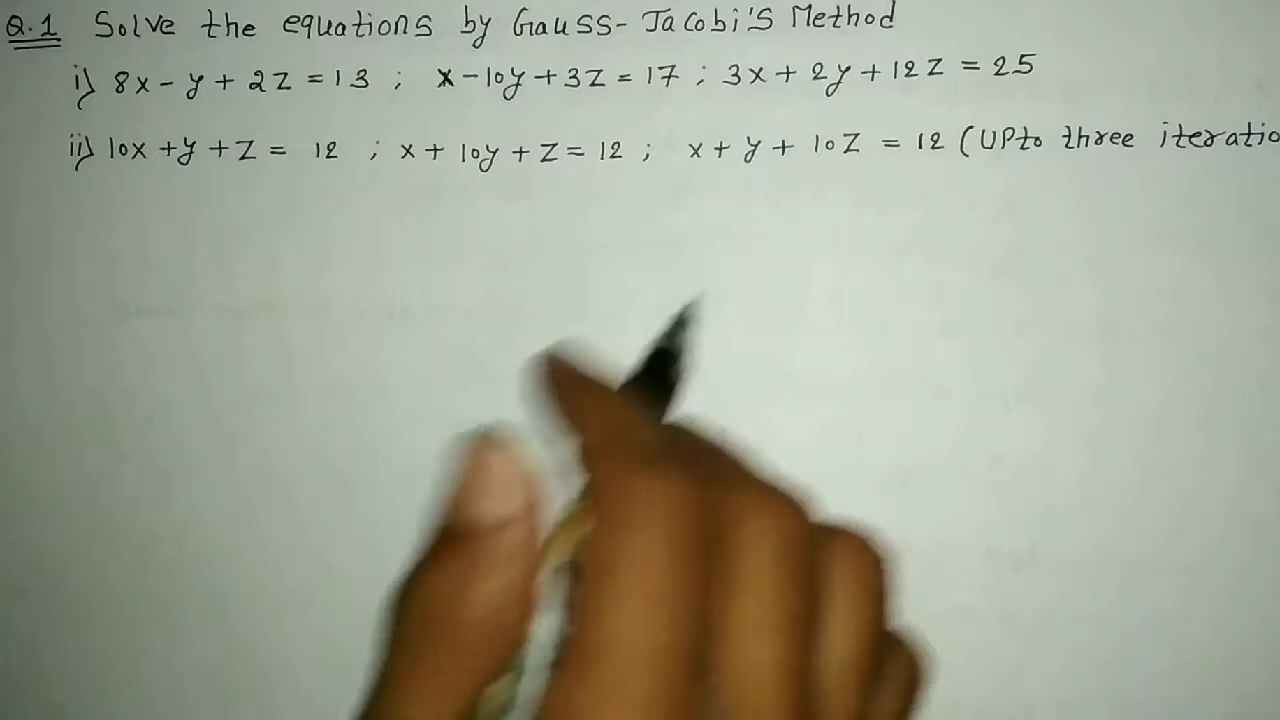 Q.1 Solve the equations by Gauss-Jacobi's Method
i) 8x - y + 2z = 13 ; x - 10y + 3z = 17 ; 3x + 2y + 12z = 25
ii) 10x + y + z = 12 ; x + 10y + z = 12 ; x + y + 10z = 12 (UPto three iteratio